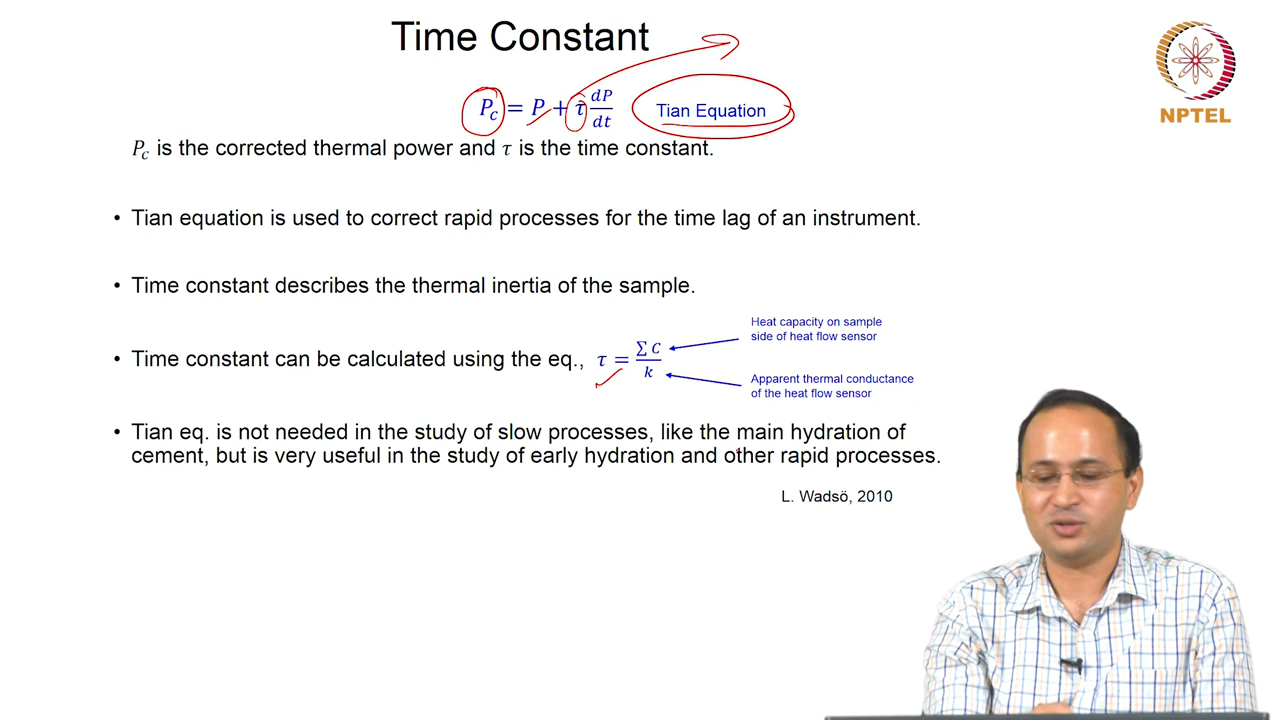 Time Constant
P_c = P + τ dP/dt Tian Equation
NPTEL
P_c is the corrected thermal power and τ is the time constant.
• Tian equation is used to correct rapid processes for the time lag of an instrument.
• Time constant describes the thermal inertia of the sample.
Heat capacity on sample
side of heat flow sensor
• Time constant can be calculated using the eq., τ = ∑ C / k
Apparent thermal conductance
of the heat flow sensor
• Tian eq. is not needed in the study of slow processes, like the main hydration of
cement, but is very useful in the study of early hydration and other rapid processes.
L. Wadsö, 2010